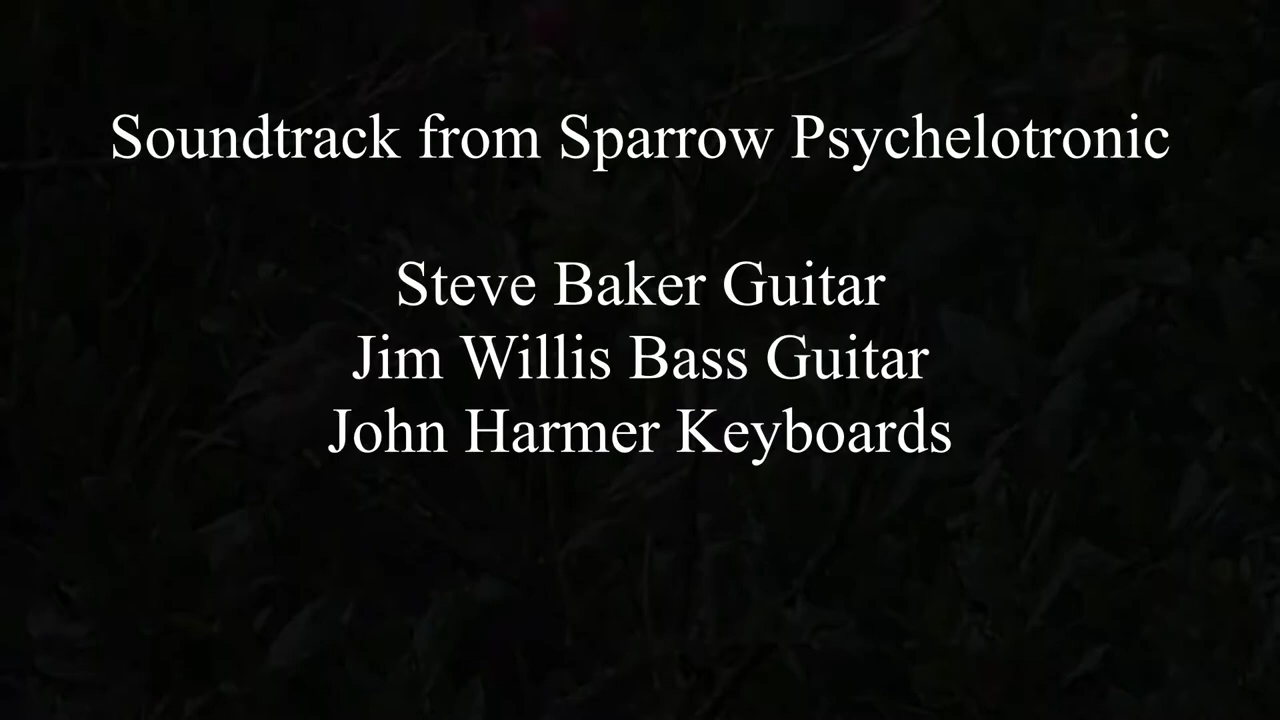 Soundtrack from Sparrow Psychelotronic
Steve Baker Guitar
Jim Willis Bass Guitar
John Harmer Keyboards